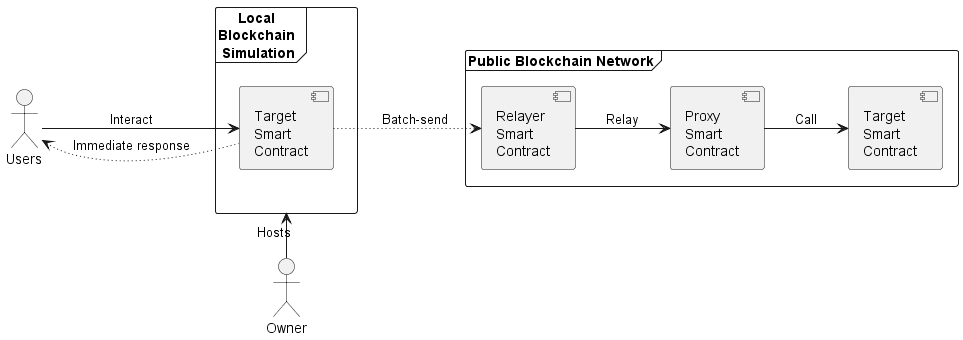 Local
Blockchain
Simulation
Public Blockchain Network
Target
Smart
Contract
Relayer
Smart
Contract
Proxy
Smart
Contract
Target
Smart
Contract
Interact
Immediate response
Batch-send
Relay
Call
Users
Hosts
Owner